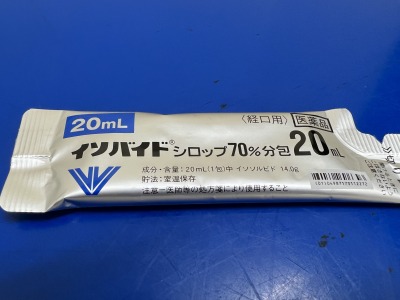 20mL
〈経口用〉
医薬品
イソバイド®シロップ70%分包20mL
成分・含量:20mL(1包)中 イソソルビド 14.0g
貯法:室温保存
注意-医師等の処方箋により使用すること